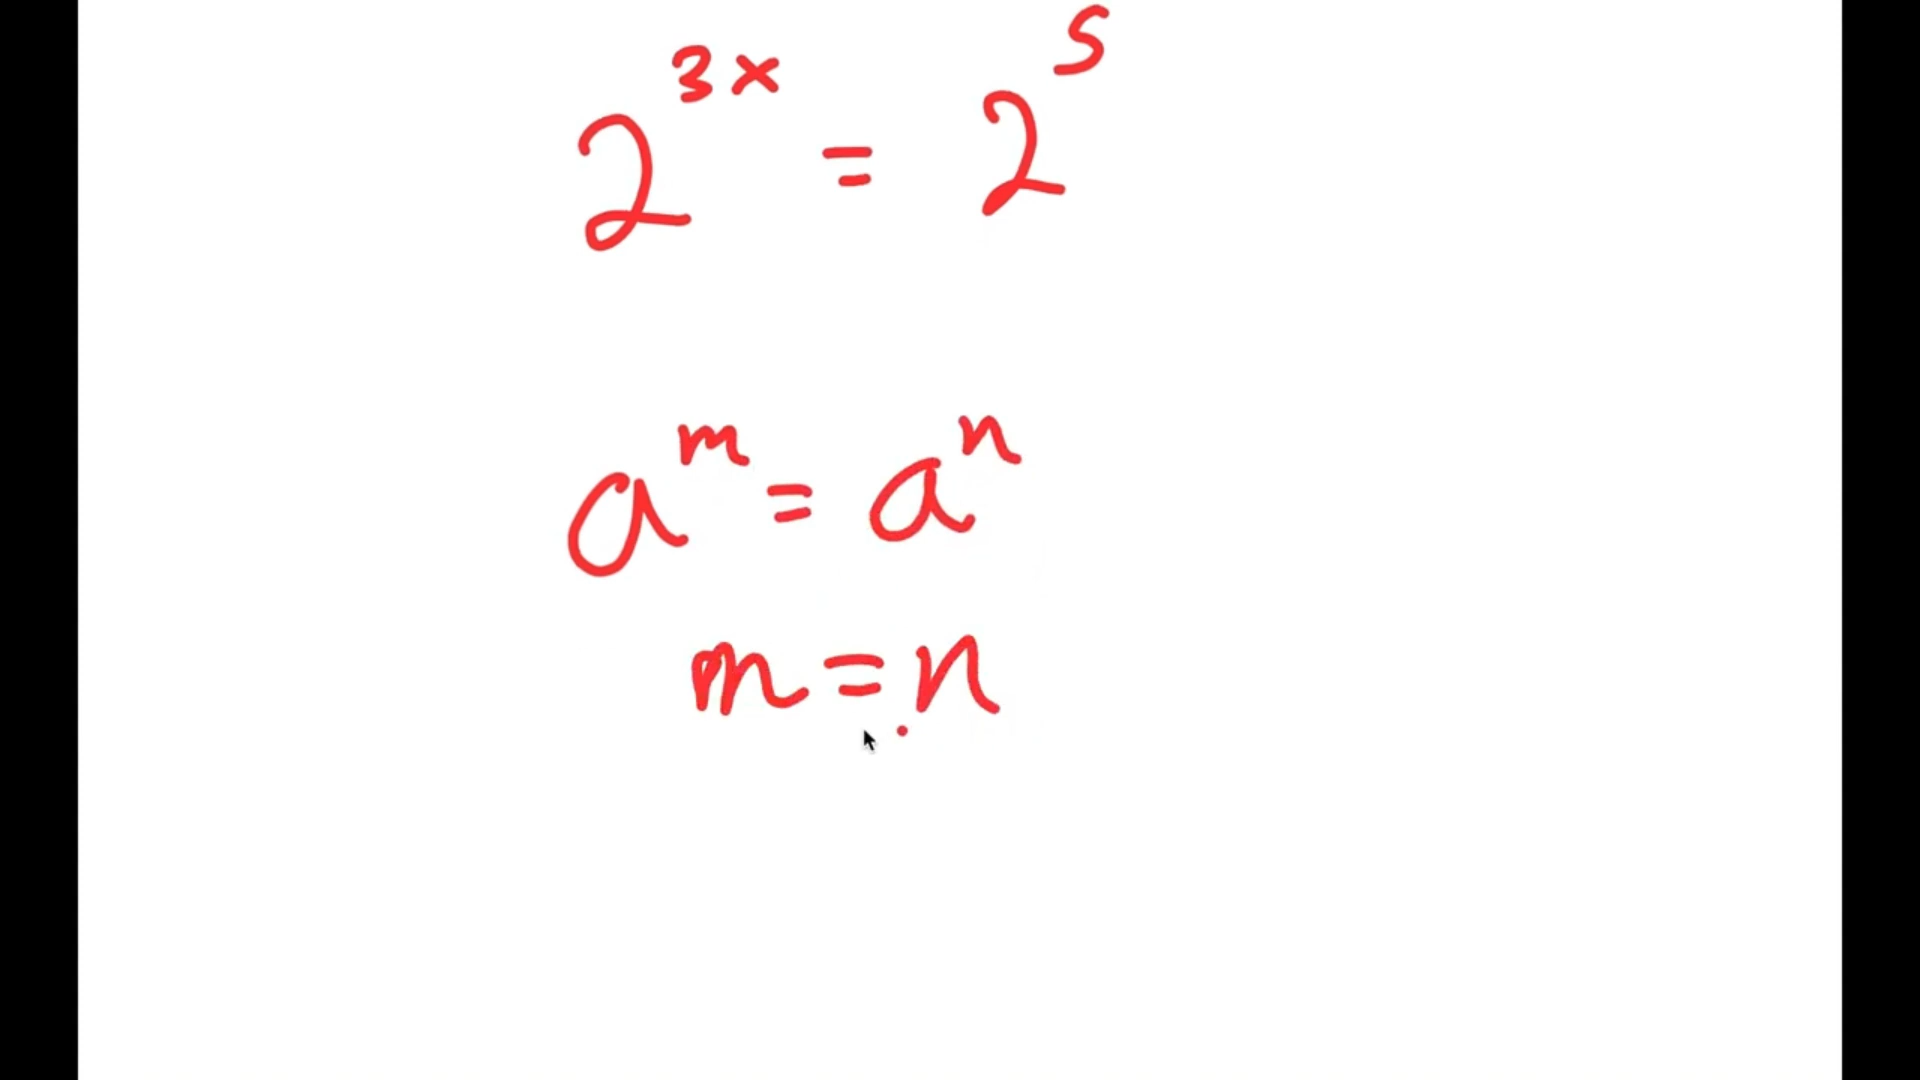 2^{3x} = 2^5
a^m = a^n
m = n